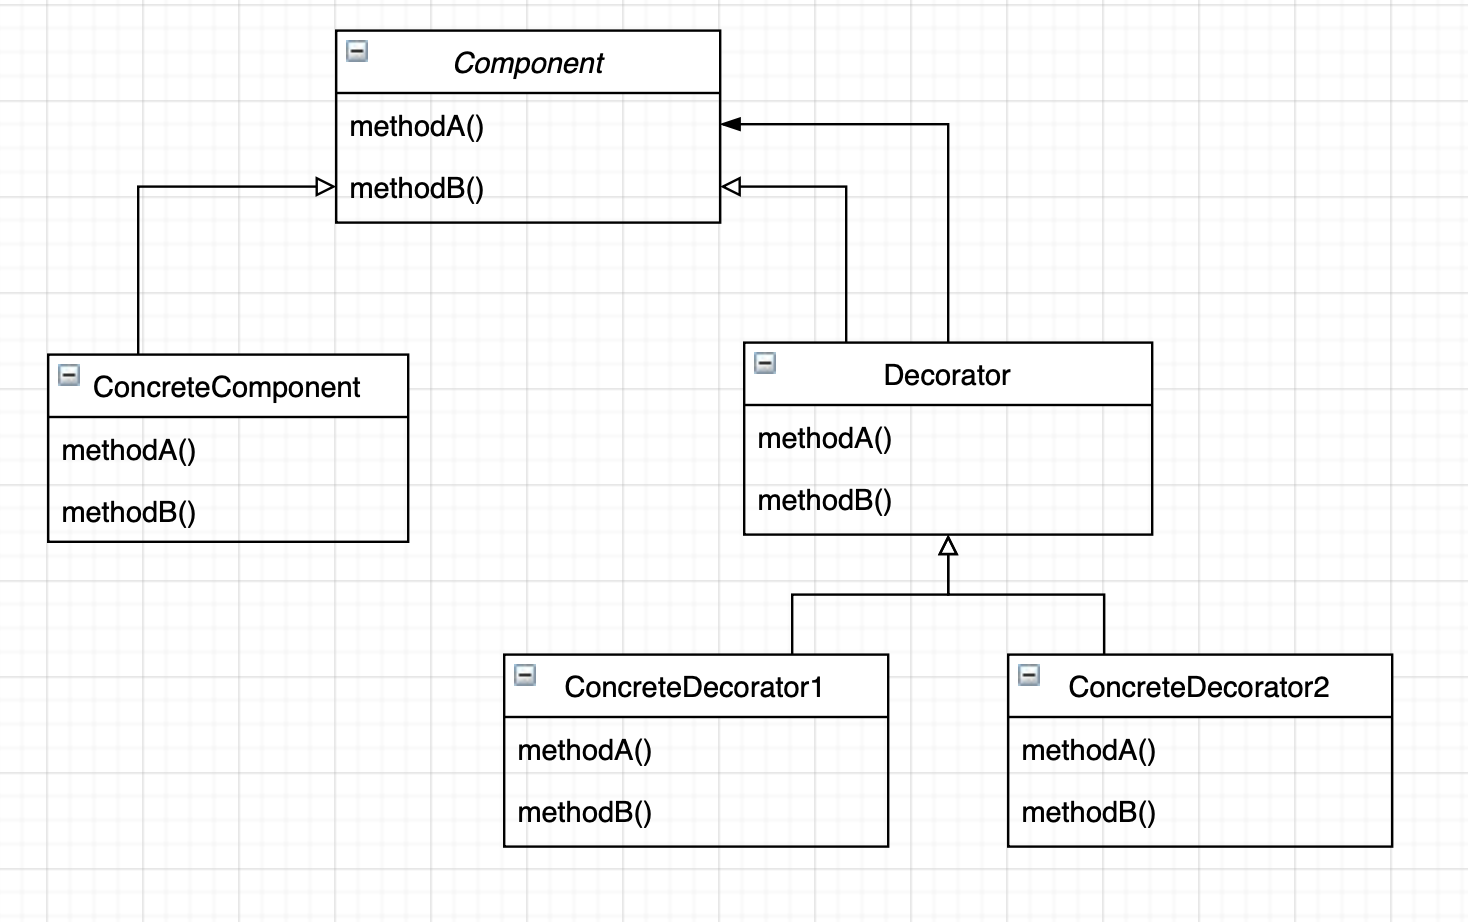 Component
methodA()
methodB()
ConcreteComponent
methodA()
methodB()
Decorator
methodA()
methodB()
ConcreteDecorator1
methodA()
methodB()
ConcreteDecorator2
methodA()
methodB()